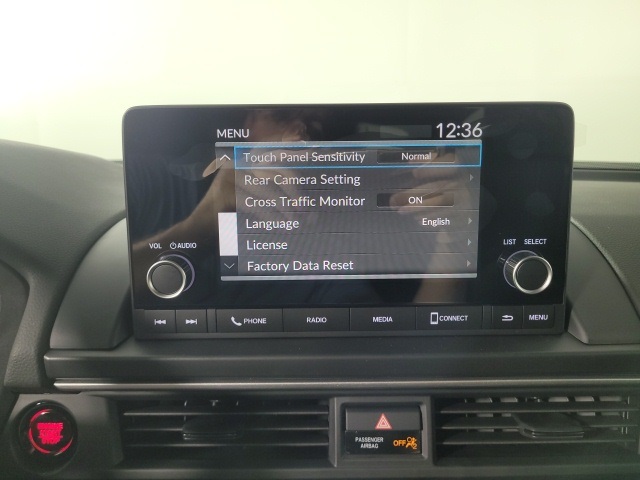 MENU 12:36
Touch Panel Sensitivity Normal
Rear Camera Setting
Cross Traffic Monitor ON
Language English
License
Factory Data Reset
VOL AUDIO
LIST SELECT
PHONE RADIO MEDIA CONNECT MENU
PASSENGER
AIRBAG OFF